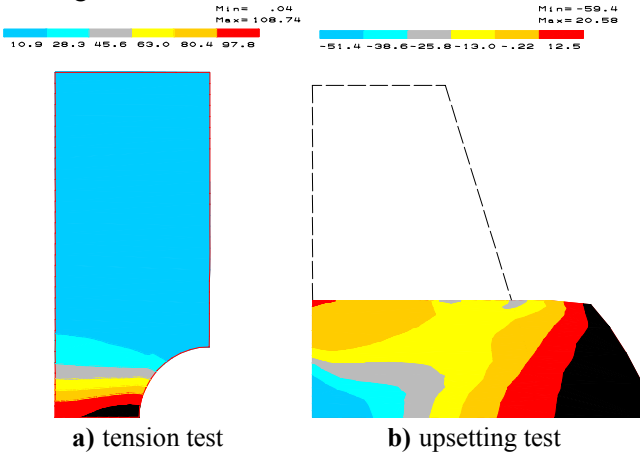 Min= .04
Max=108.74
10.9 28.3 45.6 63.0 80.4 97.8
Min= -59.4
Max= 20.58
-51.4 -38.6 -25.8 -13.0 -.22 12.5
a) tension test
b) upsetting test